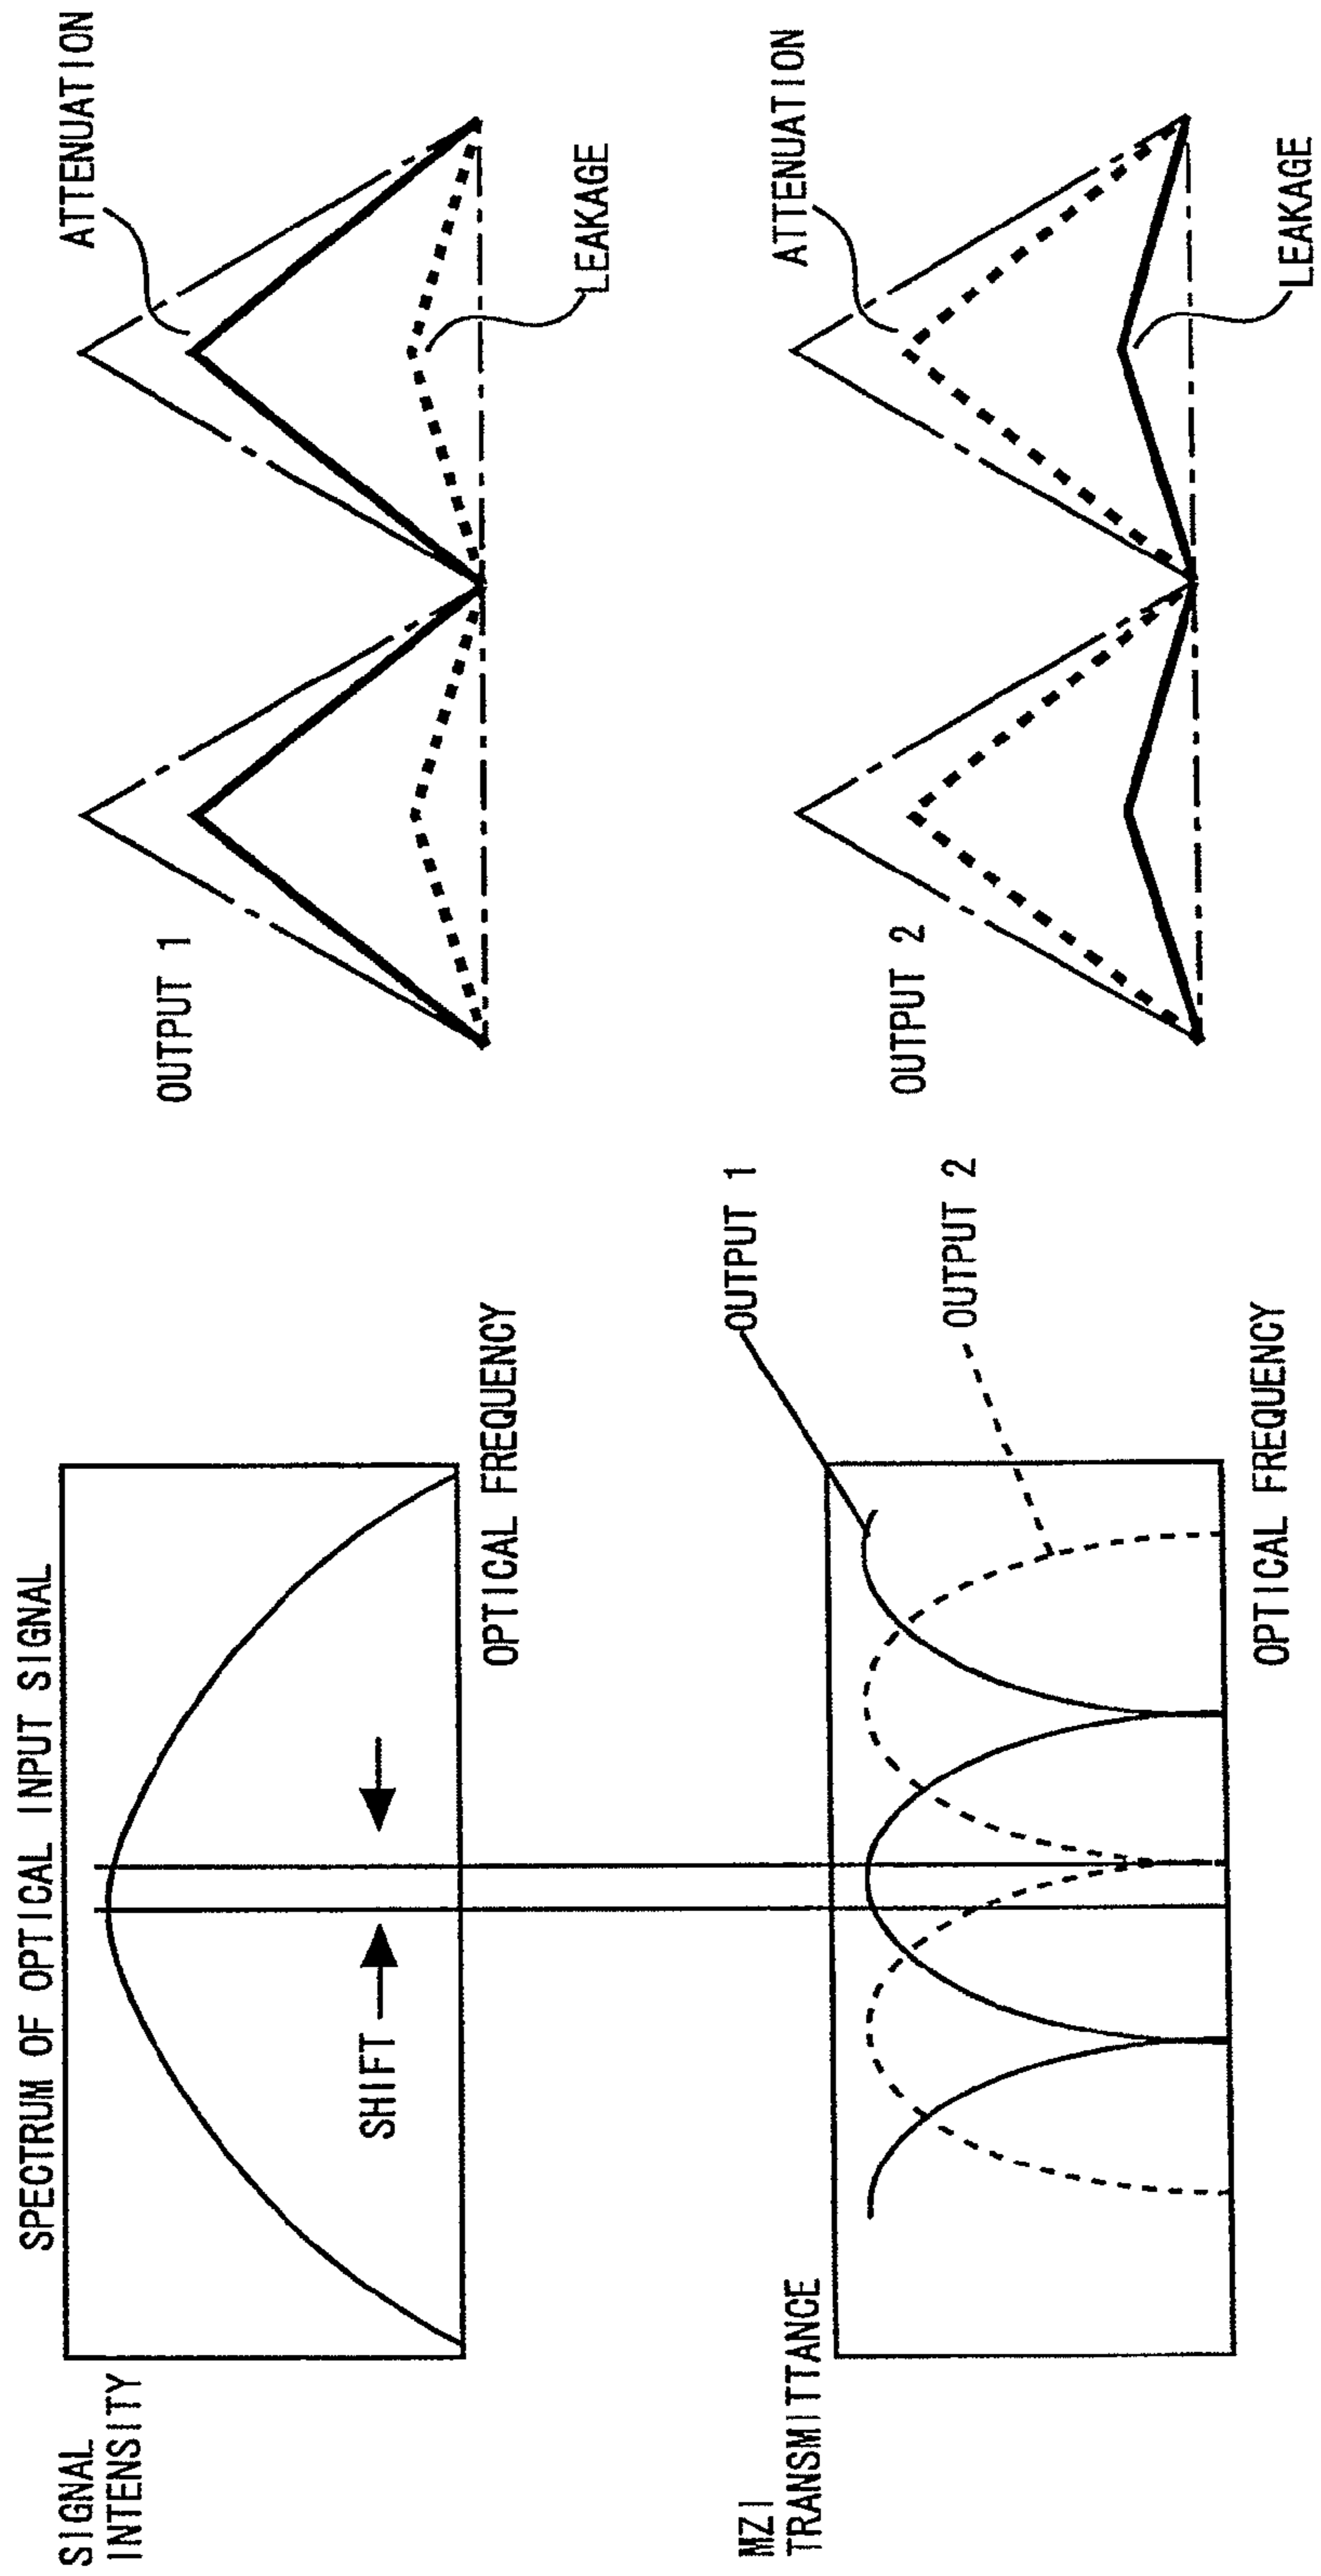 SPECTRUM OF OPTICAL INPUT SIGNAL
SIGNAL
INTENSITY
SHIFT
OPTICAL FREQUENCY
MZI
TRANSMITTANCE
OUTPUT 1
OUTPUT 2
OPTICAL FREQUENCY
OUTPUT 1
ATTENUATION
LEAKAGE
OUTPUT 2
ATTENUATION
LEAKAGE